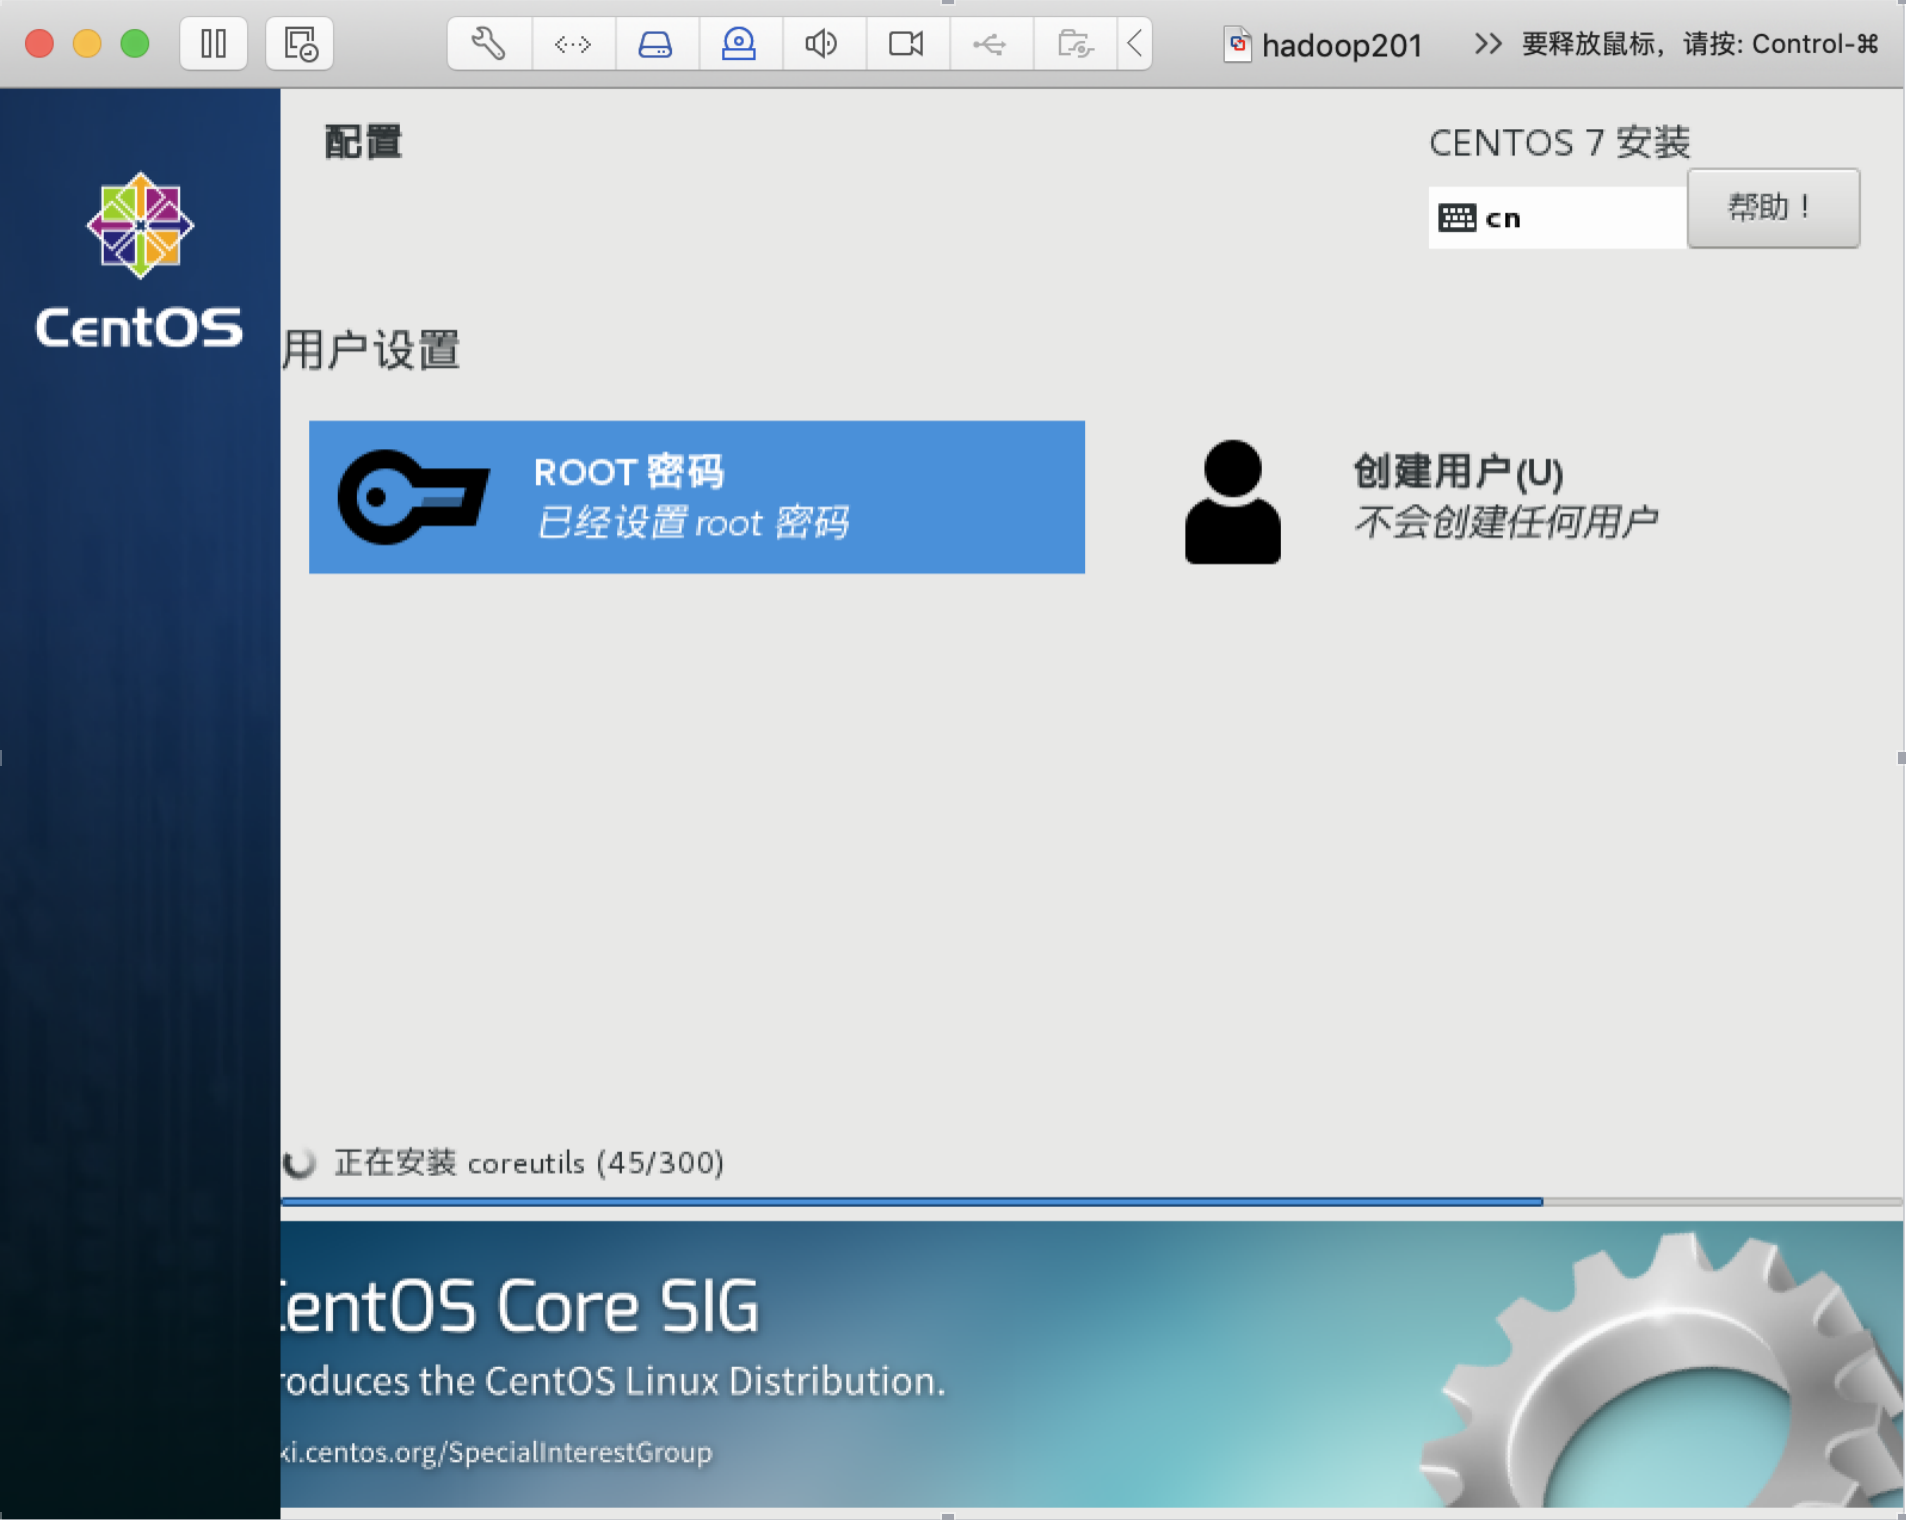 hadoop201
要释放鼠标，请按: Control-⌘
CentOS
配置
CENTOS 7 安装
cn
帮助！
用户设置
ROOT 密码
已经设置 root 密码
创建用户(U)
不会创建任何用户
正在安装 coreutils (45/300)
CentOS Core SIG
roduces the CentOS Linux Distribution.
ki.centos.org/SpecialInterestGroup